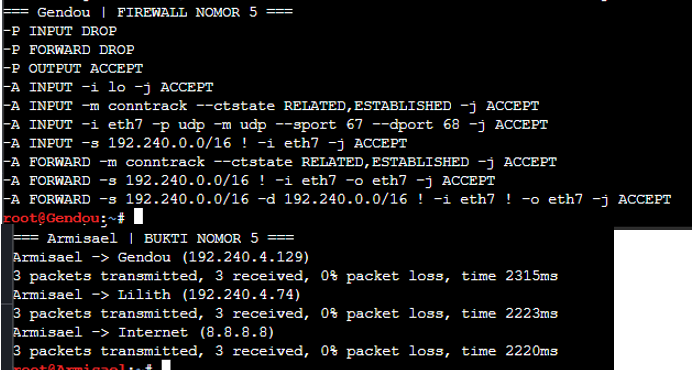 === Gendou | FIREWALL NOMOR 5 ===
-P INPUT DROP
-P FORWARD DROP
-P OUTPUT ACCEPT
-A INPUT -i lo -j ACCEPT
-A INPUT -m conntrack --ctstate RELATED,ESTABLISHED -j ACCEPT
-A INPUT -i eth7 -p udp -m udp --sport 67 --dport 68 -j ACCEPT
-A INPUT -s 192.240.0.0/16 ! -i eth7 -j ACCEPT
-A FORWARD -m conntrack --ctstate RELATED,ESTABLISHED -j ACCEPT
-A FORWARD -s 192.240.0.0/16 ! -i eth7 -o eth7 -j ACCEPT
-A FORWARD -s 192.240.0.0/16 -d 192.240.0.0/16 ! -i eth7 ! -o eth7 -j ACCEPT
root@Gendou:~#
=== Armisael | BUKTI NOMOR 5 ===
Armisael -> Gendou (192.240.4.129)
3 packets transmitted, 3 received, 0% packet loss, time 2315ms
Armisael -> Lilith (192.240.4.74)
3 packets transmitted, 3 received, 0% packet loss, time 2223ms
Armisael -> Internet (8.8.8.8)
3 packets transmitted, 3 received, 0% packet loss, time 2220ms
root@Armisael:~#